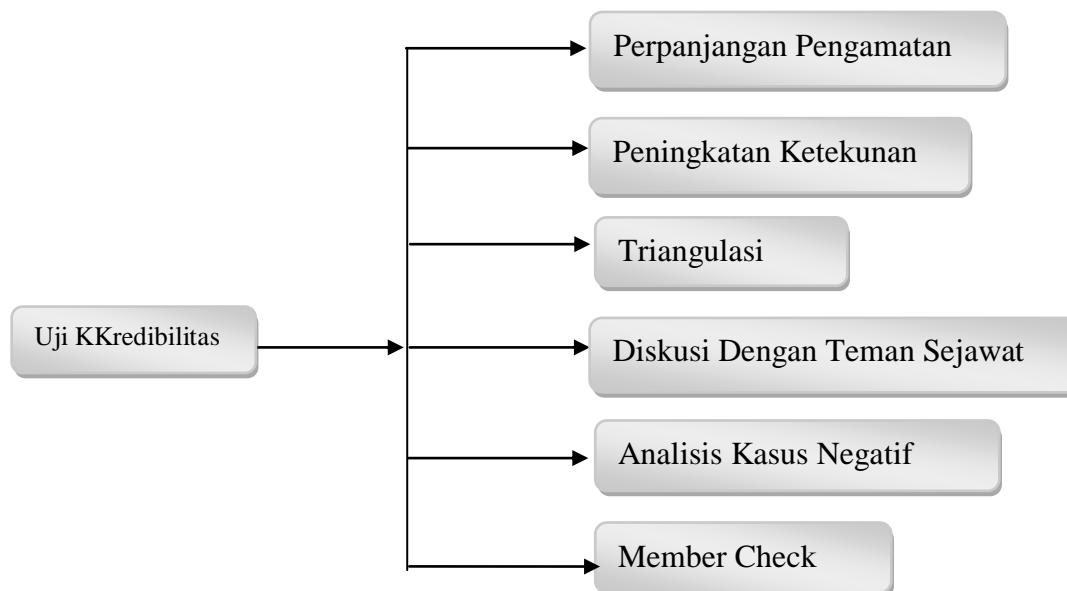 Perpanjangan Pengamatan
Peningkatan Ketekunan
Triangulasi
Uji KKredibilitas
Diskusi Dengan Teman Sejawat
Analisis Kasus Negatif
Member Check